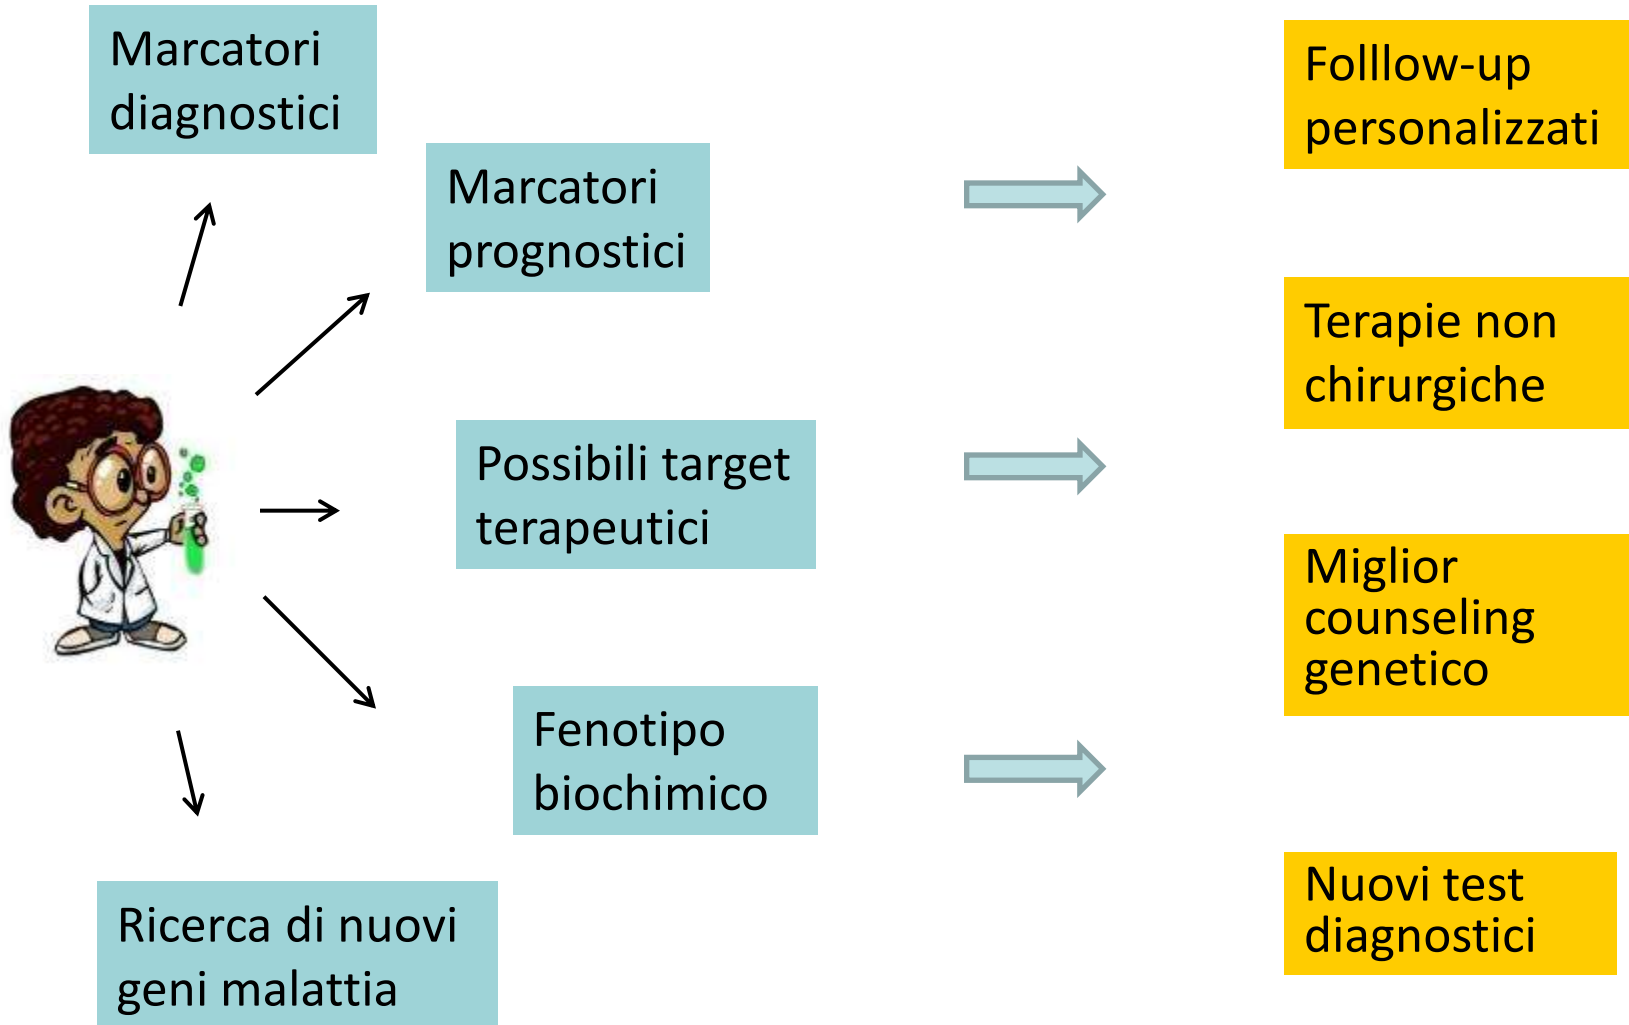 Marcatori
diagnostici
Marcatori
prognostici
Possibili target
terapeutici
Fenotipo
biochimico
Ricerca di nuovi
geni malattia
Folllow-up
personalizzati
Terapie non
chirurgiche
Miglior
counseling
genetico
Nuovi test
diagnostici